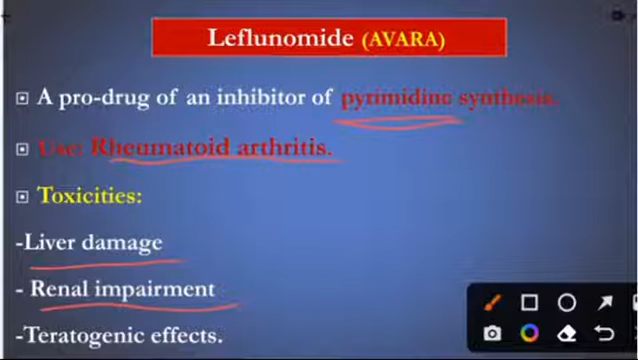 Leflunomide (AVARA)
A pro-drug of an inhibitor of pyrimidine synthesis.
Use: Rheumatoid arthritis.
Toxicities:
-Liver damage
- Renal impairment
-Teratogenic effects.